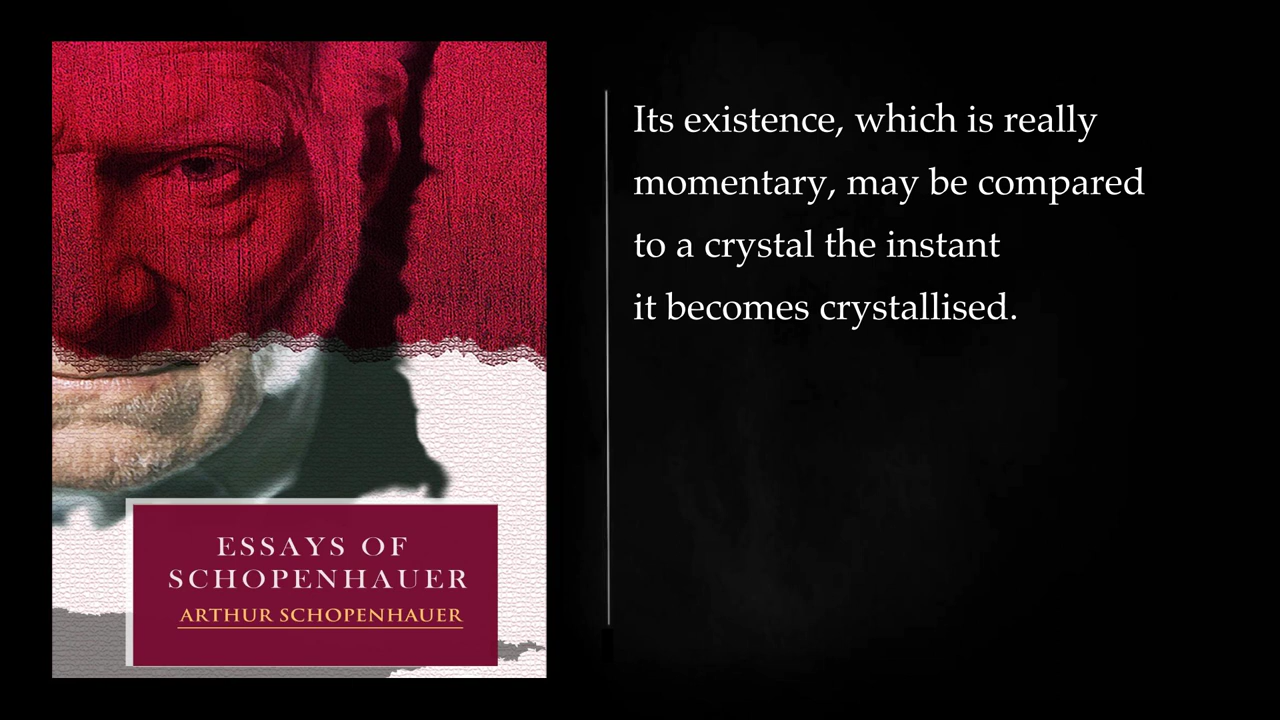 ESSAYS OF
SCHOPENHAUER
ARTHUR SCHOPENHAUER
Its existence, which is really
momentary, may be compared
to a crystal the instant
it becomes crystallised.